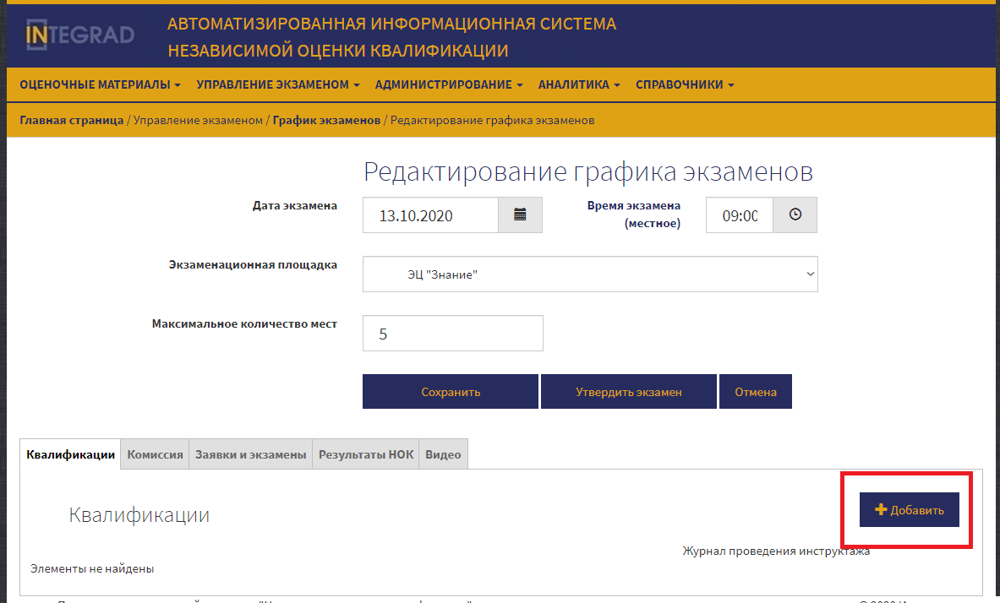 INTEGRAD
АВТОМАТИЗИРОВАННАЯ ИНФОРМАЦИОННАЯ СИСТЕМА
НЕЗАВИСИМОЙ ОЦЕНКИ КВАЛИФИКАЦИИ
ОЦЕНОЧНЫЕ МАТЕРИАЛЫ УПРАВЛЕНИЕ ЭКЗАМЕНОМ АДМИНИСТРИРОВАНИЕ АНАЛИТИКА СПРАВОЧНИКИ
Главная страница / Управление экзаменом / График экзаменов / Редактирование графика экзаменов
Редактирование графика экзаменов
Дата экзамена 13.10.2020 Время экзамена (местное) 09:00
Экзаменационная площадка ЭЦ "Знание"
Максимальное количество мест 5
Сохранить Утвердить экзамен Отмена
Квалификации Комиссия Заявки и экзамены Результаты НОК Видео
Квалификации Добавить
Журнал проведения инструктажа
Элементы не найдены